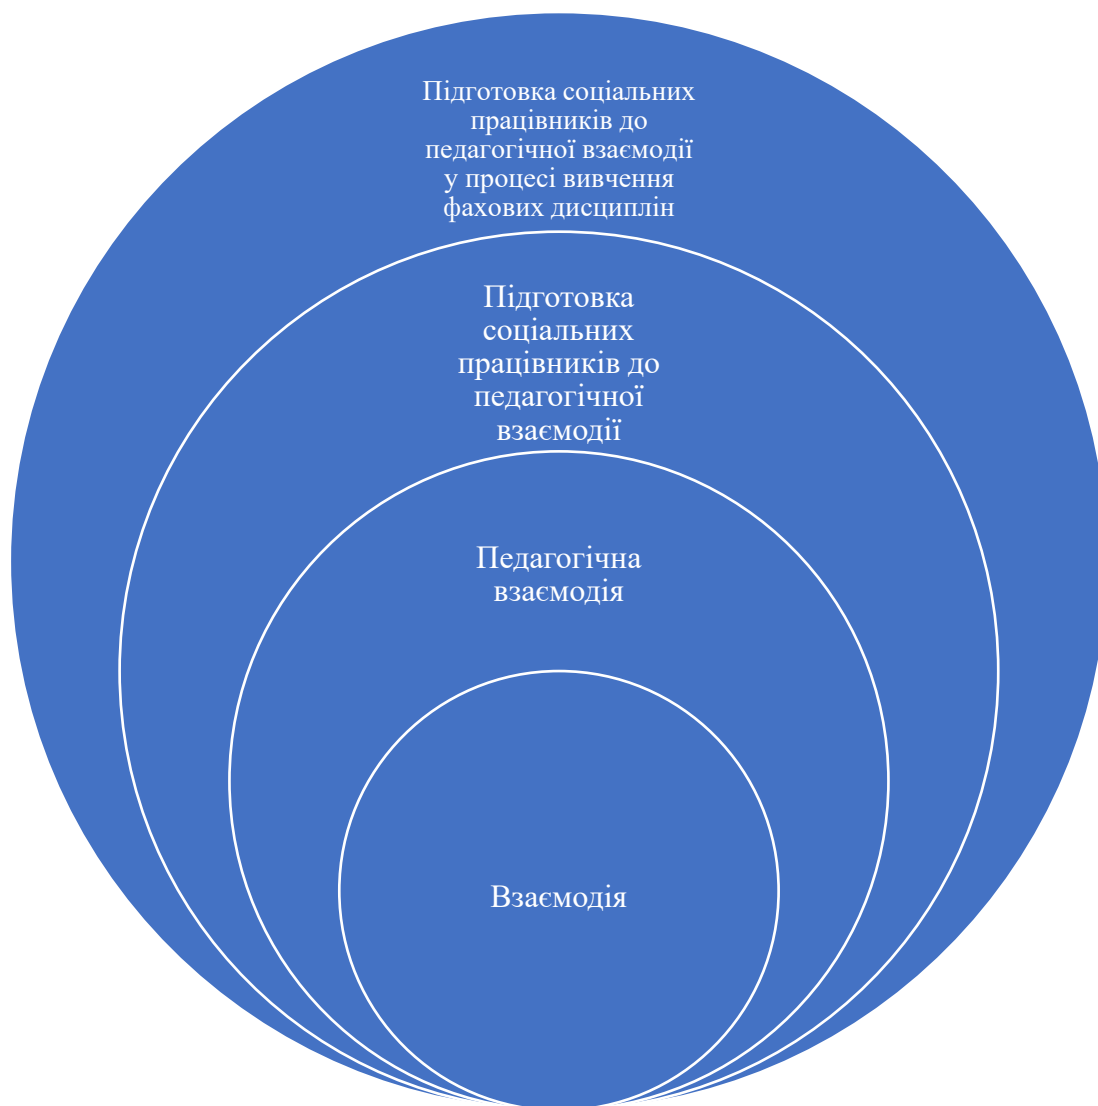 Підготовка соціальних
працівників до
педагогічної взаємодії
у процесі вивчення
фахових дисциплін
Підготовка
соціальних
працівників до
педагогічної
взаємодії
Педагогічна
взаємодія
Взаємодія